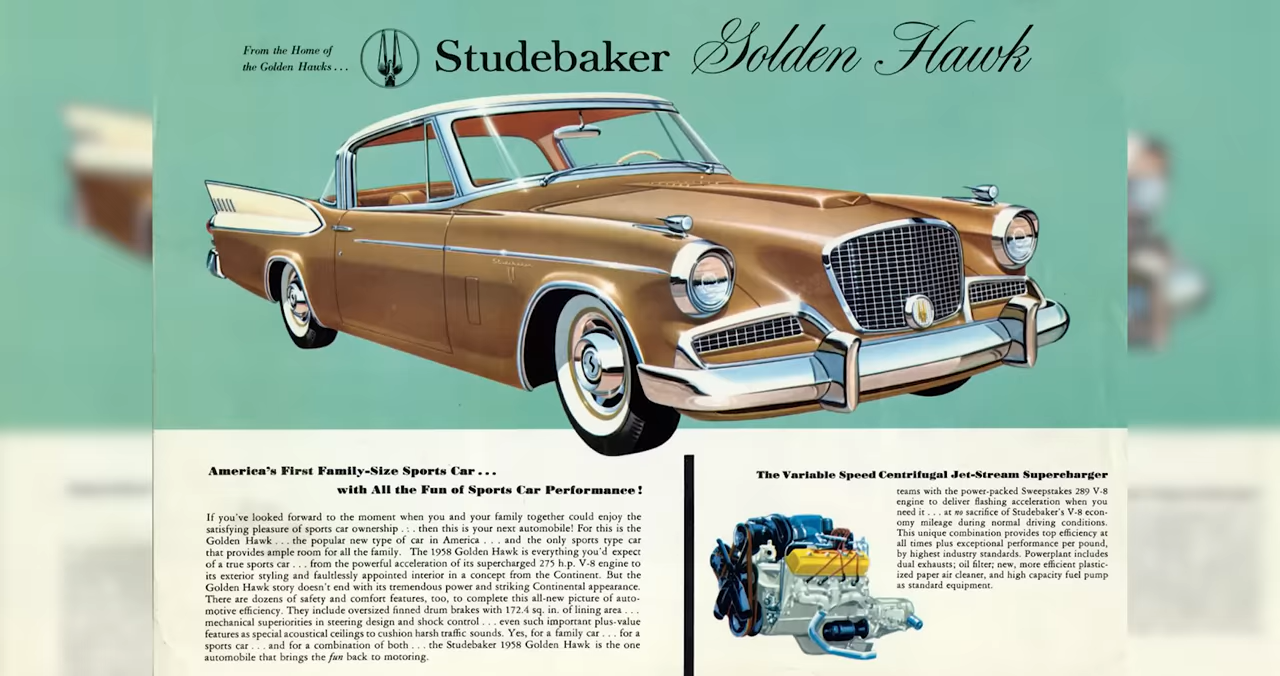 From the Home of
the Golden Hawks...
Studebaker Golden Hawk
Studebaker
America's First Family-Size Sports Car...
with All the Fun of Sports Car Performance!
If you've looked forward to the moment when you and your family together could enjoy the
satisfying pleasure of sports car ownership . . . then this is your next automobile! For this is the
Golden Hawk . . . the popular new type of car in America . . . and the only sports type car
that provides ample room for all the family. The 1958 Golden Hawk is everything you'd expect
of a true sports car . . . from the powerful acceleration of its supercharged 275 h.p. V-8 engine to
its exterior styling and faultlessly appointed interior in a concept from the Continent. But the
Golden Hawk story doesn't end with its tremendous power and striking Continental appearance.
There are dozens of safety and comfort features, too, to complete this all-new picture of auto-
motive efficiency. They include oversized finned drum brakes with 172.4 sq. in. of lining area . . .
mechanical superiorities in steering design and shock control . . . even such important plus-value
features as special acoustical ceilings to cushion harsh traffic sounds. Yes, for a family car . . . for a
sports car . . . and for a combination of both . . . the Studebaker 1958 Golden Hawk is the one
automobile that brings the fun back to motoring.
The Variable Speed Centrifugal Jet-Stream Supercharger
teams with the power-packed Sweepstakes 289 V-8
engine to deliver flashing acceleration when you
need it . . . at no sacrifice of Studebaker's V-8 econ-
omy mileage during normal driving conditions.
This unique combination provides top efficiency at
all times plus exceptional performance per pound,
by highest industry standards. Powerplant includes
dual exhausts; oil filter; new, more efficient plastic-
ized paper air cleaner, and high capacity fuel pump
as standard equipment.